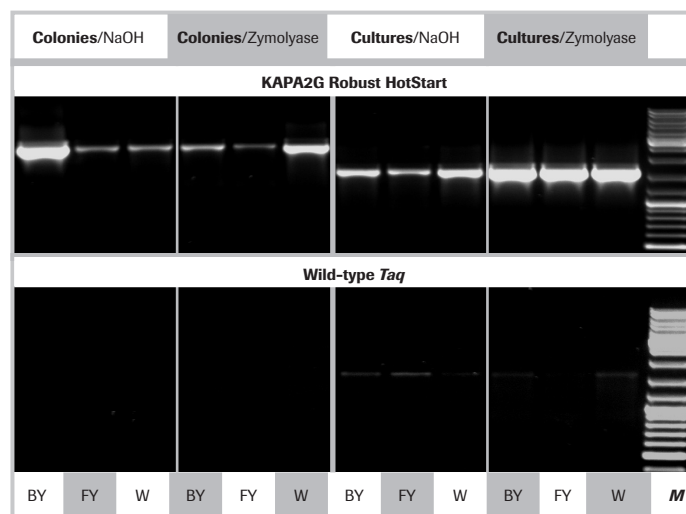 Colonies/NaOH Colonies/Zymolyase Cultures/NaOH Cultures/Zymolyase
KAPA2G Robust HotStart
Wild-type Taq
BY FY W BY FY W BY FY W BY FY W M